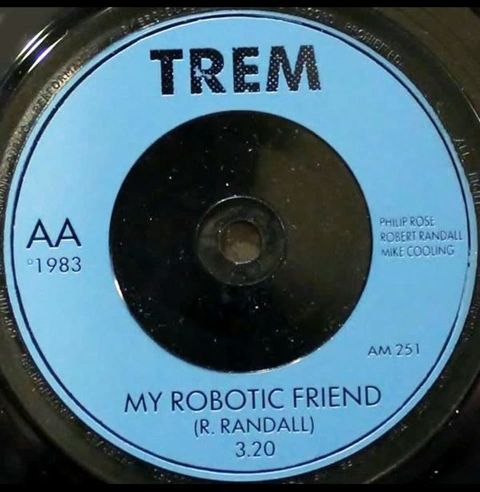 TREM
AA
℗1983
PHILIP ROSE
ROBERT RANDALL
MIKE COOLING
AM 251
MY ROBOTIC FRIEND
(R. RANDALL)
3.20